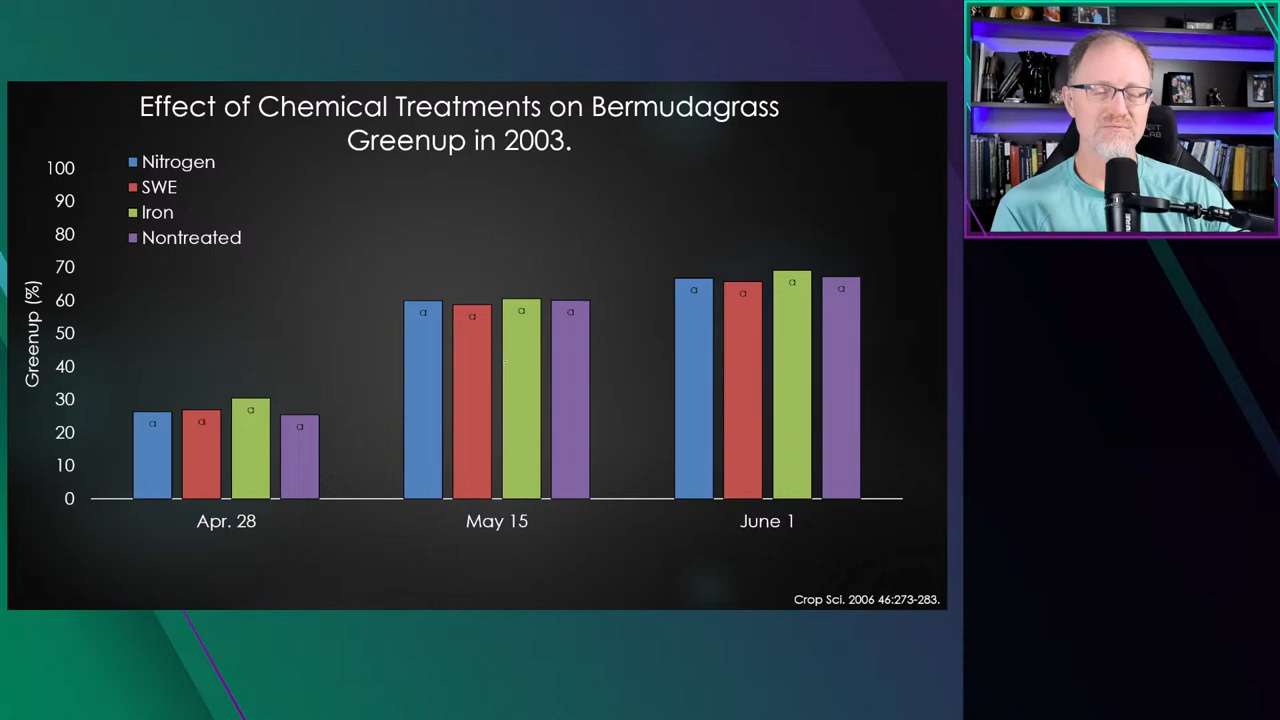 Effect of Chemical Treatments on Bermudagrass
Greenup in 2003.
Nitrogen
SWE
Iron
Nontreated
100
90
80
70
60
50
40
30
20
10
0
Greenup (%)
a
a
a
a
a
a
a
a
a
a
a
a
Apr. 28
May 15
June 1
Crop Sci. 2006 46:273-283.